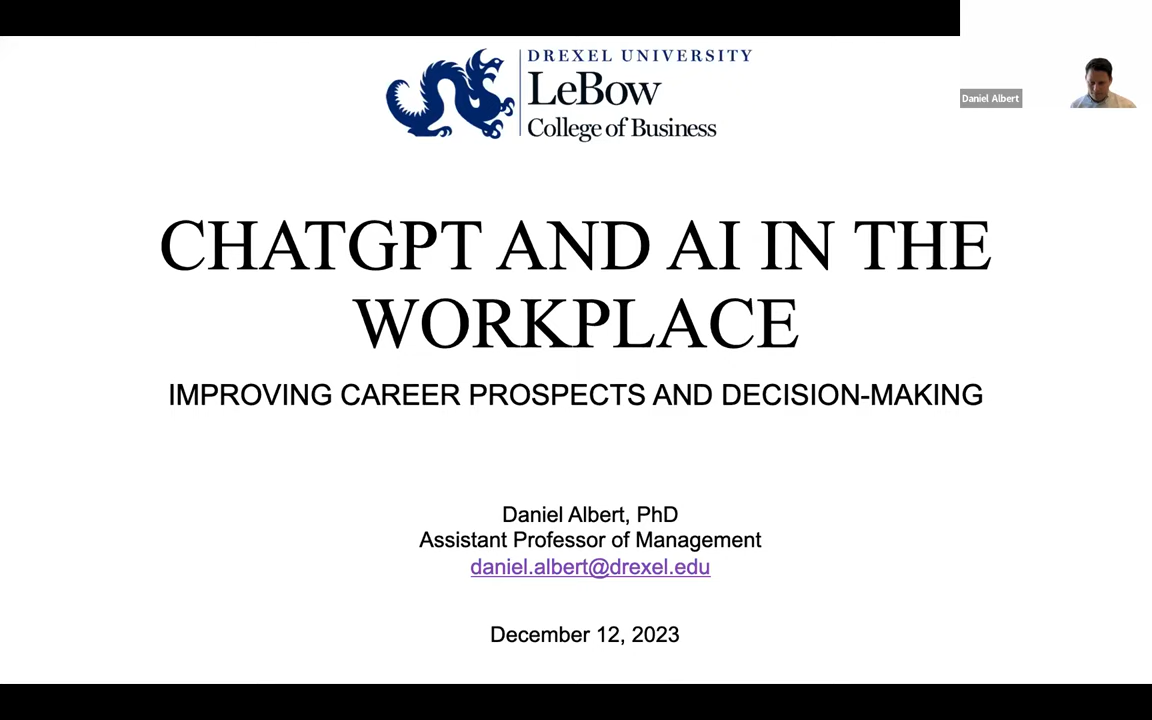 DREXEL UNIVERSITY
LeBow
College of Business
Daniel Albert
CHATGPT AND AI IN THE
WORKPLACE
IMPROVING CAREER PROSPECTS AND DECISION-MAKING
Daniel Albert, PhD
Assistant Professor of Management
daniel.albert@drexel.edu
December 12, 2023